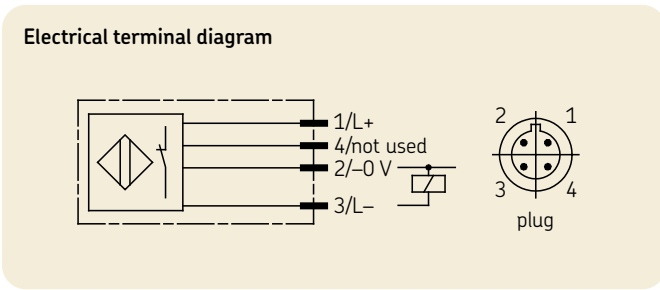 Electrical terminal diagram
1/L+
4/not used
2/–0 V
3/L–
2 1
3 4
plug